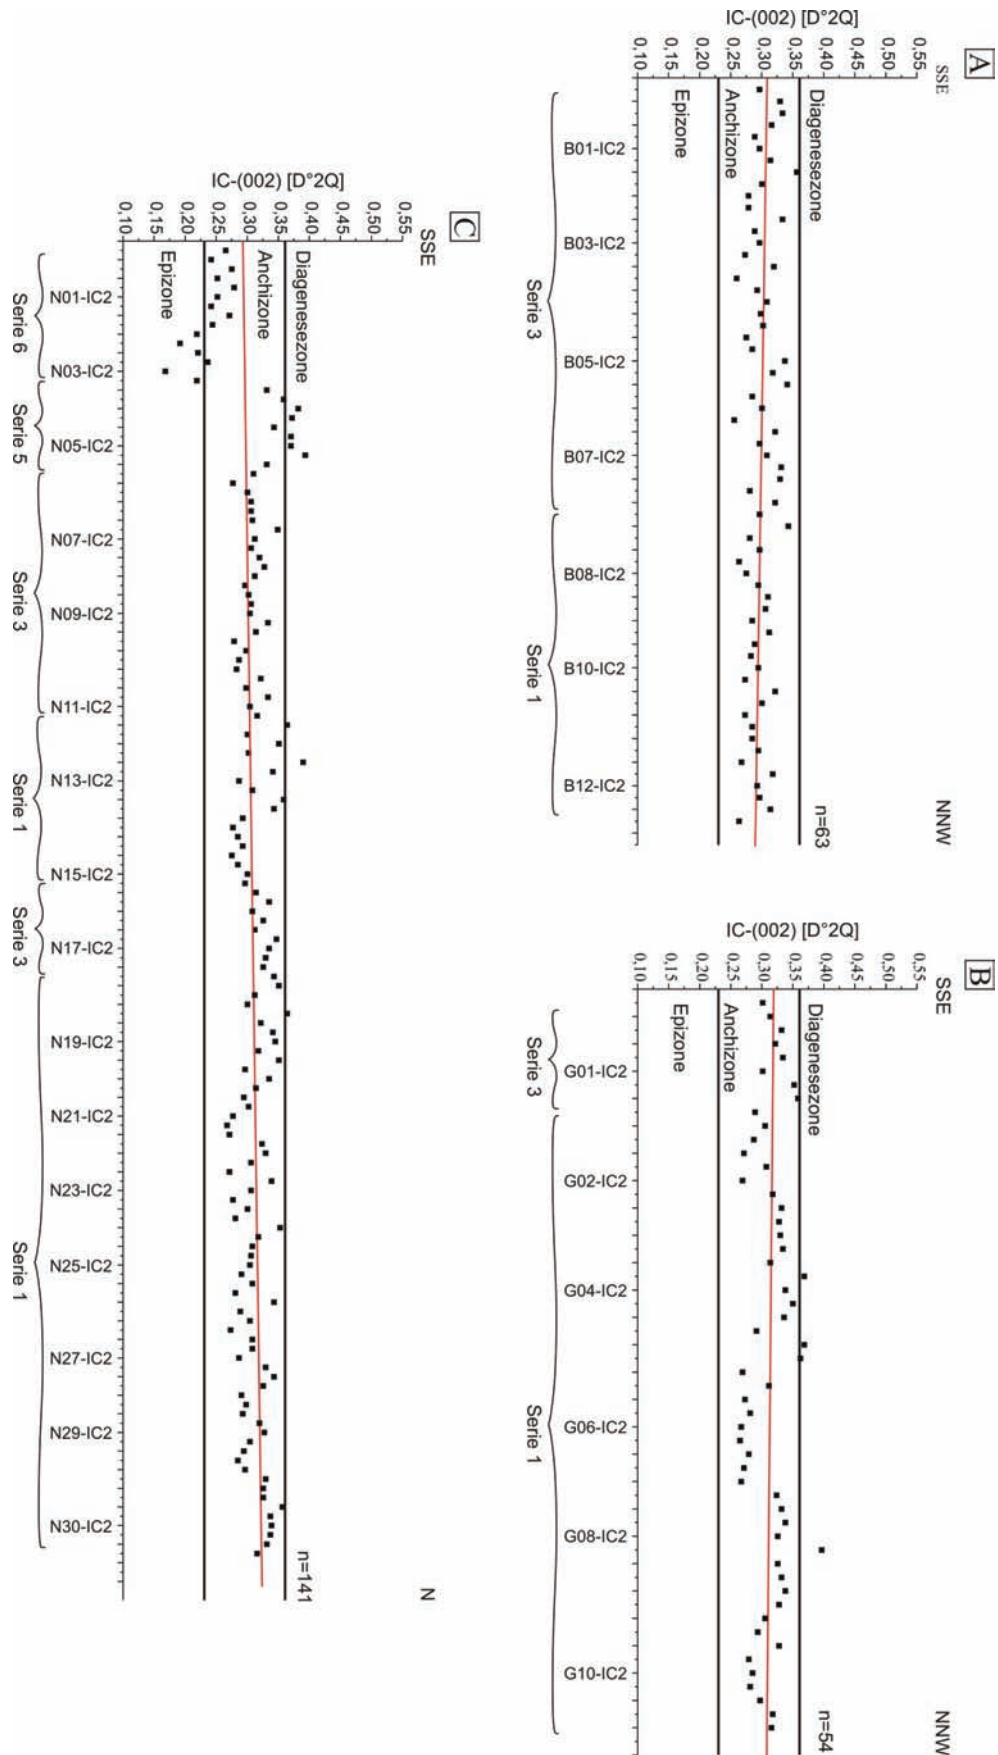 A
SSE
NNW
IC-(002) [D°2Q]
0,55
0,50
0,45
0,40
0,35
0,30
0,25
0,20
0,15
0,10
Diagenesezone
Anchizone
Epizone
n=63
B01-IC2
B03-IC2
B05-IC2
B07-IC2
B08-IC2
B10-IC2
B12-IC2
Serie 3
Serie 1
B
SSE
NNW
IC-(002) [D°2Q]
0,55
0,50
0,45
0,40
0,35
0,30
0,25
0,20
0,15
0,10
Diagenesezone
Anchizone
Epizone
n=54
G01-IC2
G02-IC2
G04-IC2
G06-IC2
G08-IC2
G10-IC2
Serie 3
Serie 1
C
SSE
N
IC-(002) [D°2Q]
0,55
0,50
0,45
0,40
0,35
0,30
0,25
0,20
0,15
0,10
Diagenesezone
Anchizone
Epizone
n=141
N01-IC2
N03-IC2
N05-IC2
N07-IC2
N09-IC2
N11-IC2
N13-IC2
N15-IC2
N17-IC2
N19-IC2
N21-IC2
N23-IC2
N25-IC2
N27-IC2
N29-IC2
N30-IC2
Serie 6
Serie 5
Serie 3
Serie 1
Serie 3
Serie 1